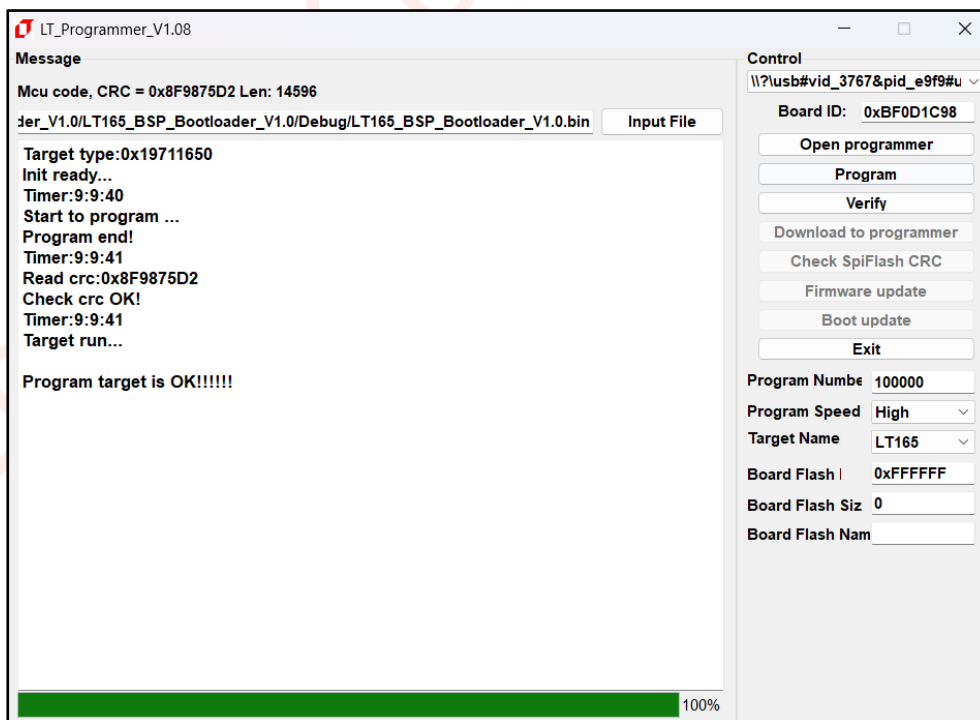 LT_Programmer_V1.08
Message
Mcu code, CRC = 0x8F9875D2 Len: 14596
der_V1.0/LT165_BSP_Bootloader_V1.0/Debug/LT165_BSP_Bootloader_V1.0.bin
Input File
Target type:0x19711650
Init ready...
Timer:9:9:40
Start to program ...
Program end!
Timer:9:9:41
Read crc:0x8F9875D2
Check crc OK!
Timer:9:9:41
Target run...
Program target is OK!!!!!!
100%
Control
\\?\usb#vid_3767&pid_e9f9#u
Board ID: 0xBF0D1C98
Open programmer
Program
Verify
Download to programmer
Check SpiFlash CRC
Firmware update
Boot update
Exit
Program Numbe 100000
Program Speed High
Target Name LT165
Board Flash I 0xFFFFFF
Board Flash Siz 0
Board Flash Nam